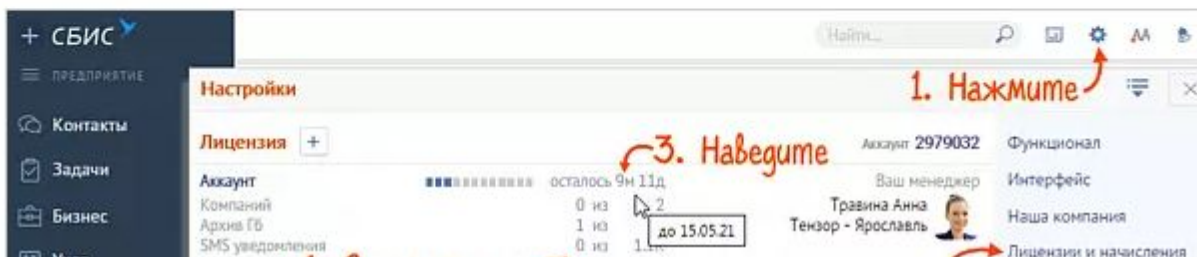 + СБИС
Найти...
ПРЕДПРИЯТИЕ
1. Нажмите
Настройки
Контакты
Лицензия +
3. Наведите
Аккаунт 2979032
Функционал
Задачи
Аккаунт
осталось 9м 11д
Ваш менеджер
Интерфейс
Компаний
0 из 2
Травина Анна
Бизнес
Архив Гб
1 из
до 15.05.21
Тензор - Ярославль
Наша компания
SMS уведомления
0 из
Лицензии и начисления